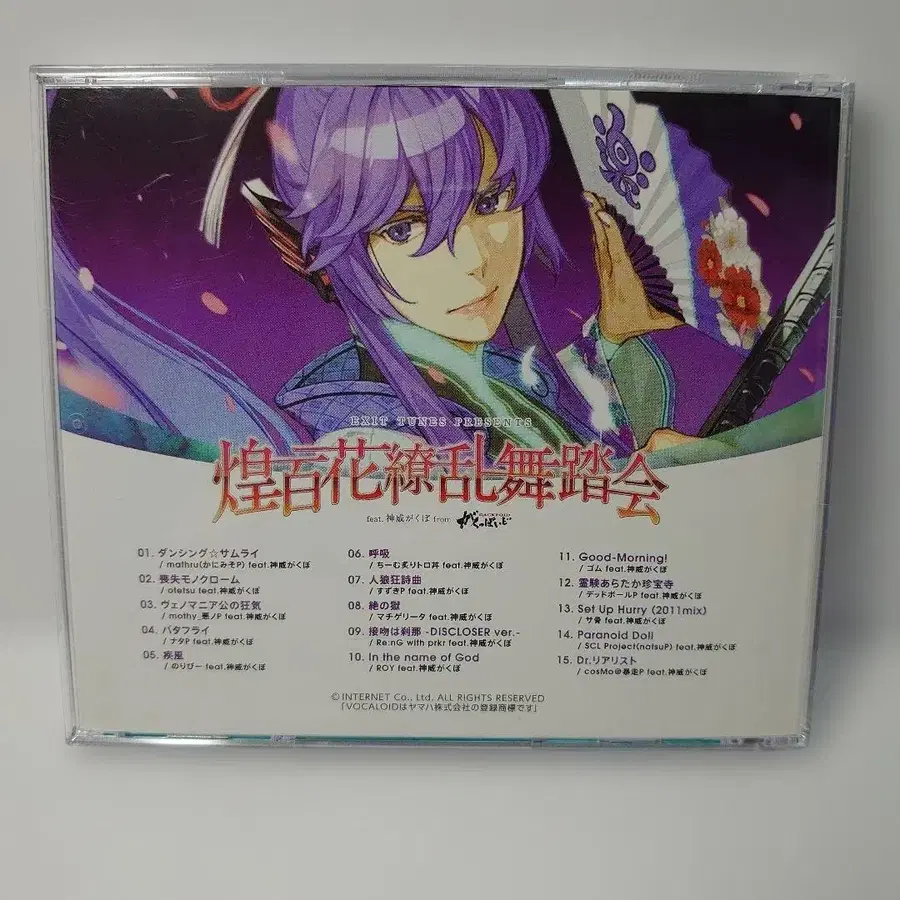 EXIT TUNES PRESENTS
煌百花繚乱舞踏会
feat. 神威がくぽ from がくっぽいど
GACKPOID
01. ダンシング☆サムライ
/ mathru(かにみそP) feat.神威がくぽ
02. 喪失モノクローム
/ otetsu feat.神威がくぽ
03. ヴェノマニア公の狂気
/ mothy_悪ノP feat.神威がくぽ
04. バタフライ
/ ナタP feat.神威がくぽ
05. 疾風
/ のりぴー feat.神威がくぽ
06. 呼吸
/ ちーむ炙りトロ丼 feat.神威がくぽ
07. 人狼狂詩曲
/ すずきP feat.神威がくぽ
08. 絶の獄
/ マチゲリータ feat.神威がくぽ
09. 接吻は刹那 -DISCLOSER ver.-
/ Re:nG with prkr feat.神威がくぽ
10. In the name of God
/ ROY feat.神威がくぽ
11. Good-Morning!
/ ゴム feat.神威がくぽ
12. 霊験あらたか珍宝寺
/ デッドボールP feat.神威がくぽ
13. Set Up Hurry (2011mix)
/ サ骨 feat.神威がくぽ
14. Paranoid Doll
/ SCL Project(natsuP) feat.神威がくぽ
15. Dr.リアリスト
/ cosMo@暴走P feat.神威がくぽ
© INTERNET Co., Ltd. ALL RIGHTS RESERVED
「VOCALOIDはヤマハ株式会社の登録商標です」